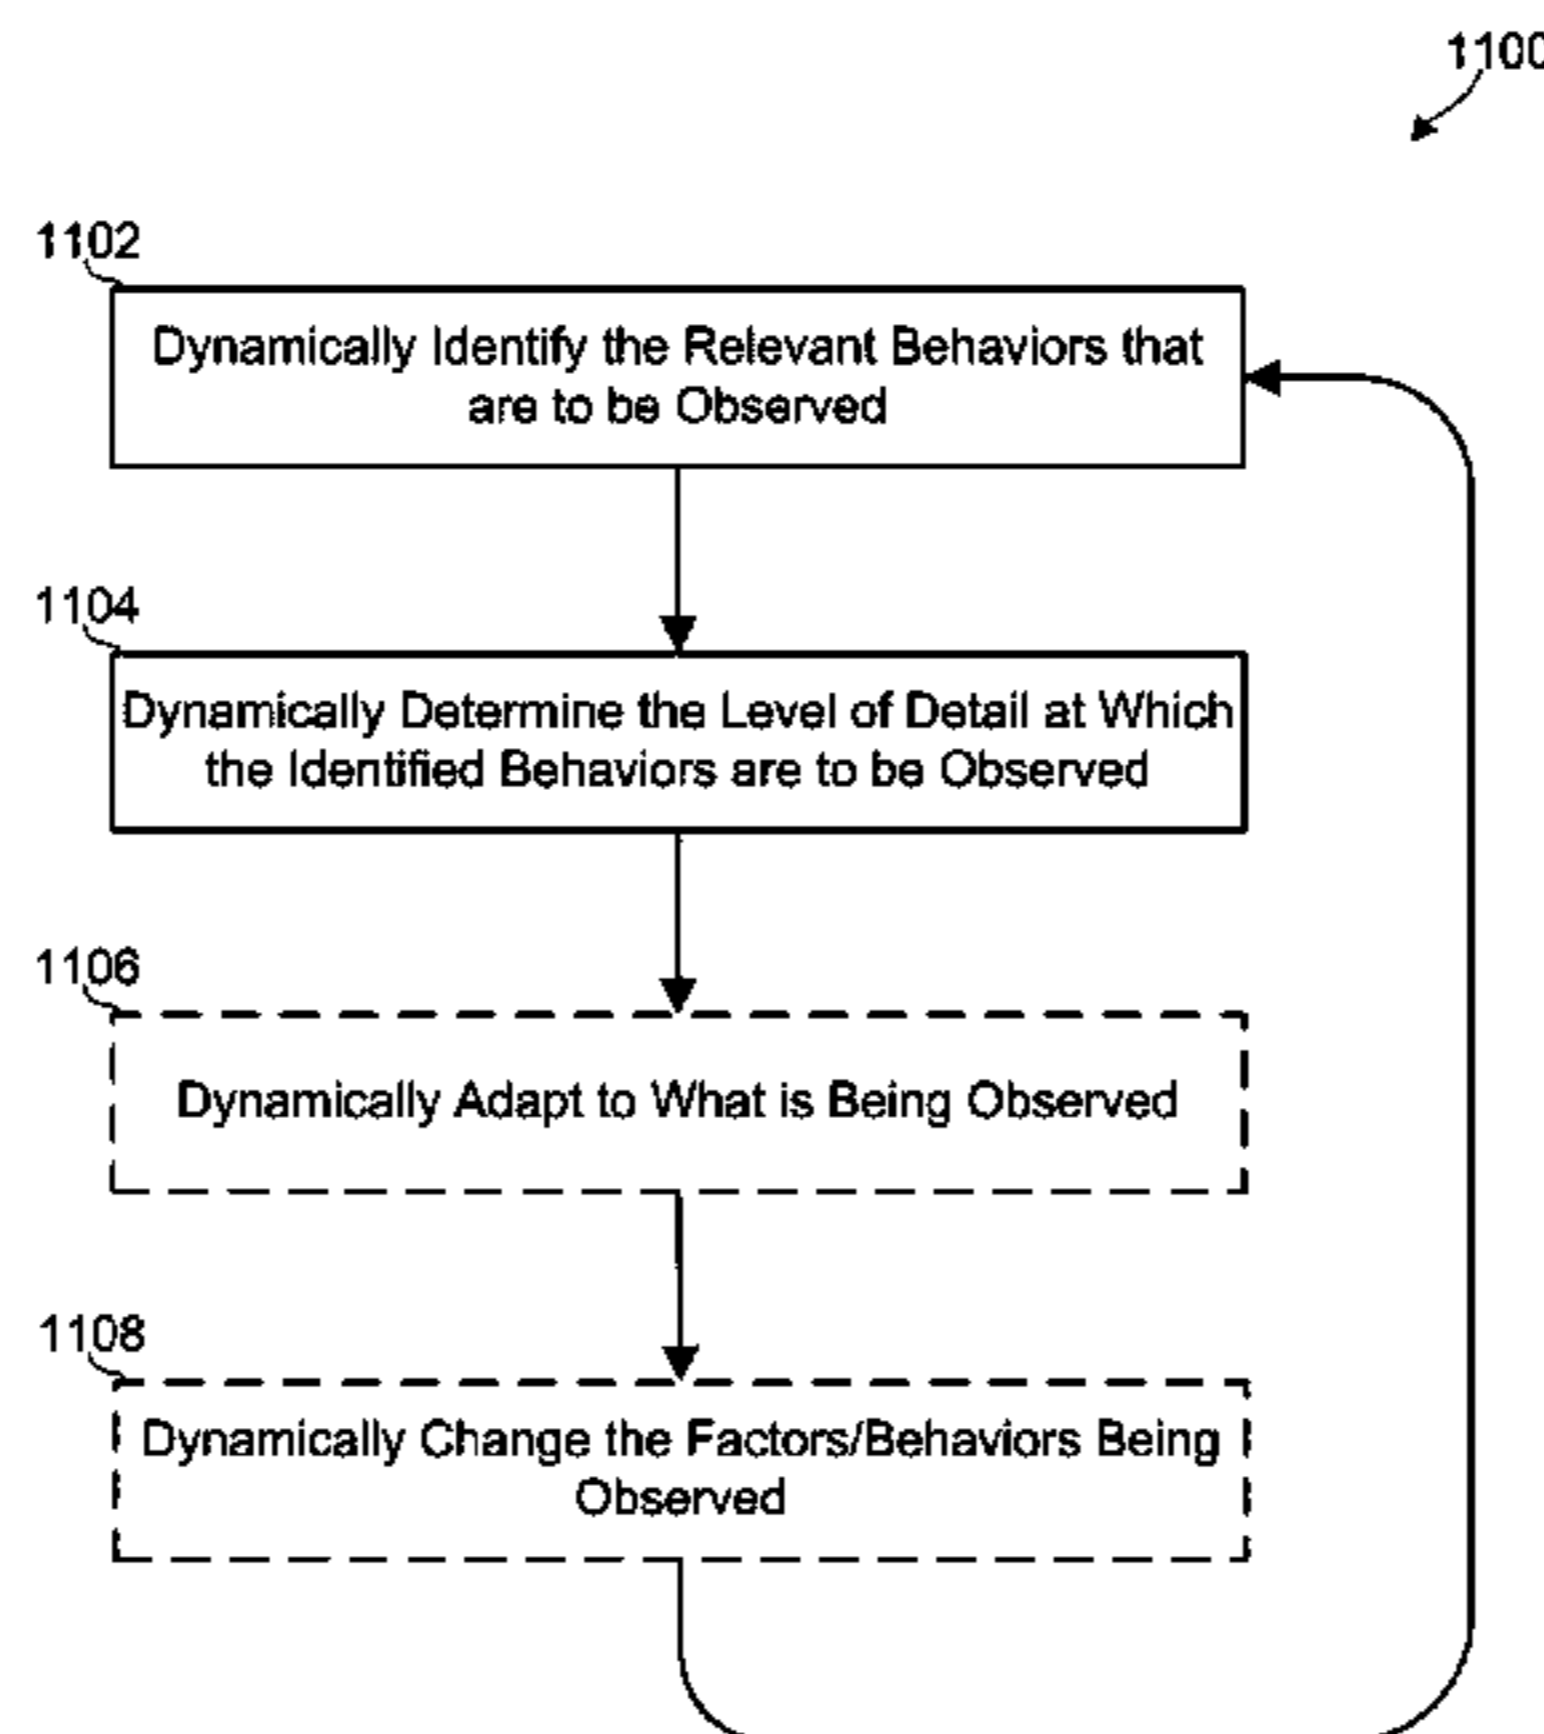 1100
1102
Dynamically Identify the Relevant Behaviors that
are to be Observed
1104
Dynamically Determine the Level of Detail at Which
the Identified Behaviors are to be Observed
1106
Dynamically Adapt to What is Being Observed
1108
Dynamically Change the Factors/Behaviors Being
Observed